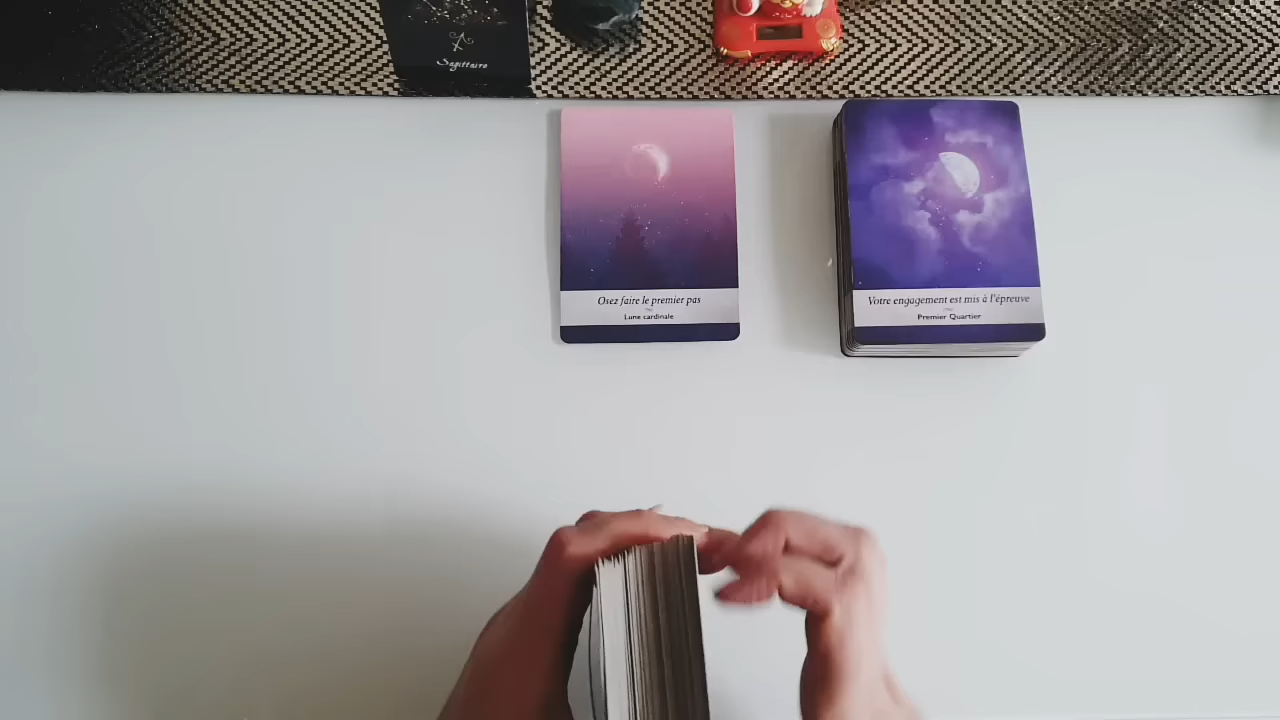 Sagittaire
Osez faire le premier pas
Lune cardinale
Votre engagement est mis à l'épreuve
Premier Quartier